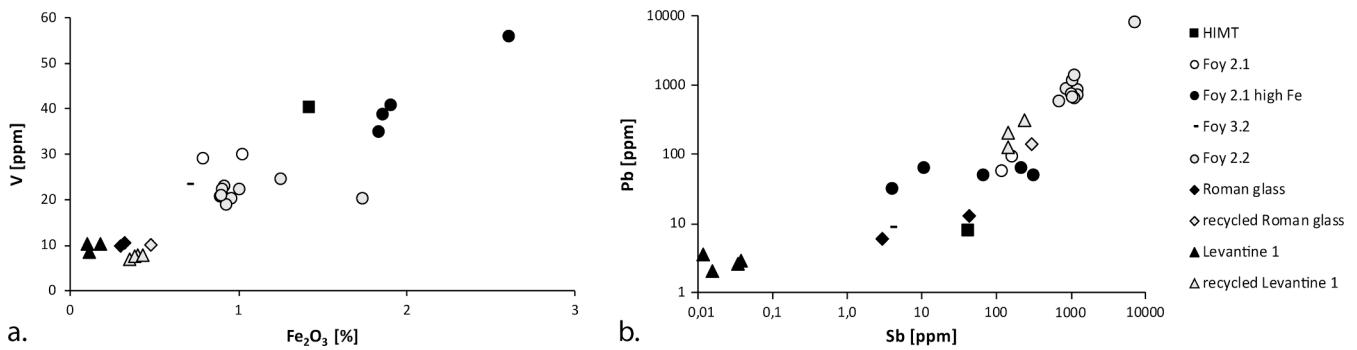 60
50
40
30
20
10
0
V [ppm]
0
1
2
3
Fe₂O₃ [%]
a.
10000
1000
100
10
1
Pb [ppm]
0,01
0,1
1,0
10
100
1000
10000
Sb [ppm]
b.
HIMT
Foy 2.1
Foy 2.1 high Fe
Foy 3.2
Foy 2.2
Roman glass
recycled Roman glass
Levantine 1
recycled Levantine 1